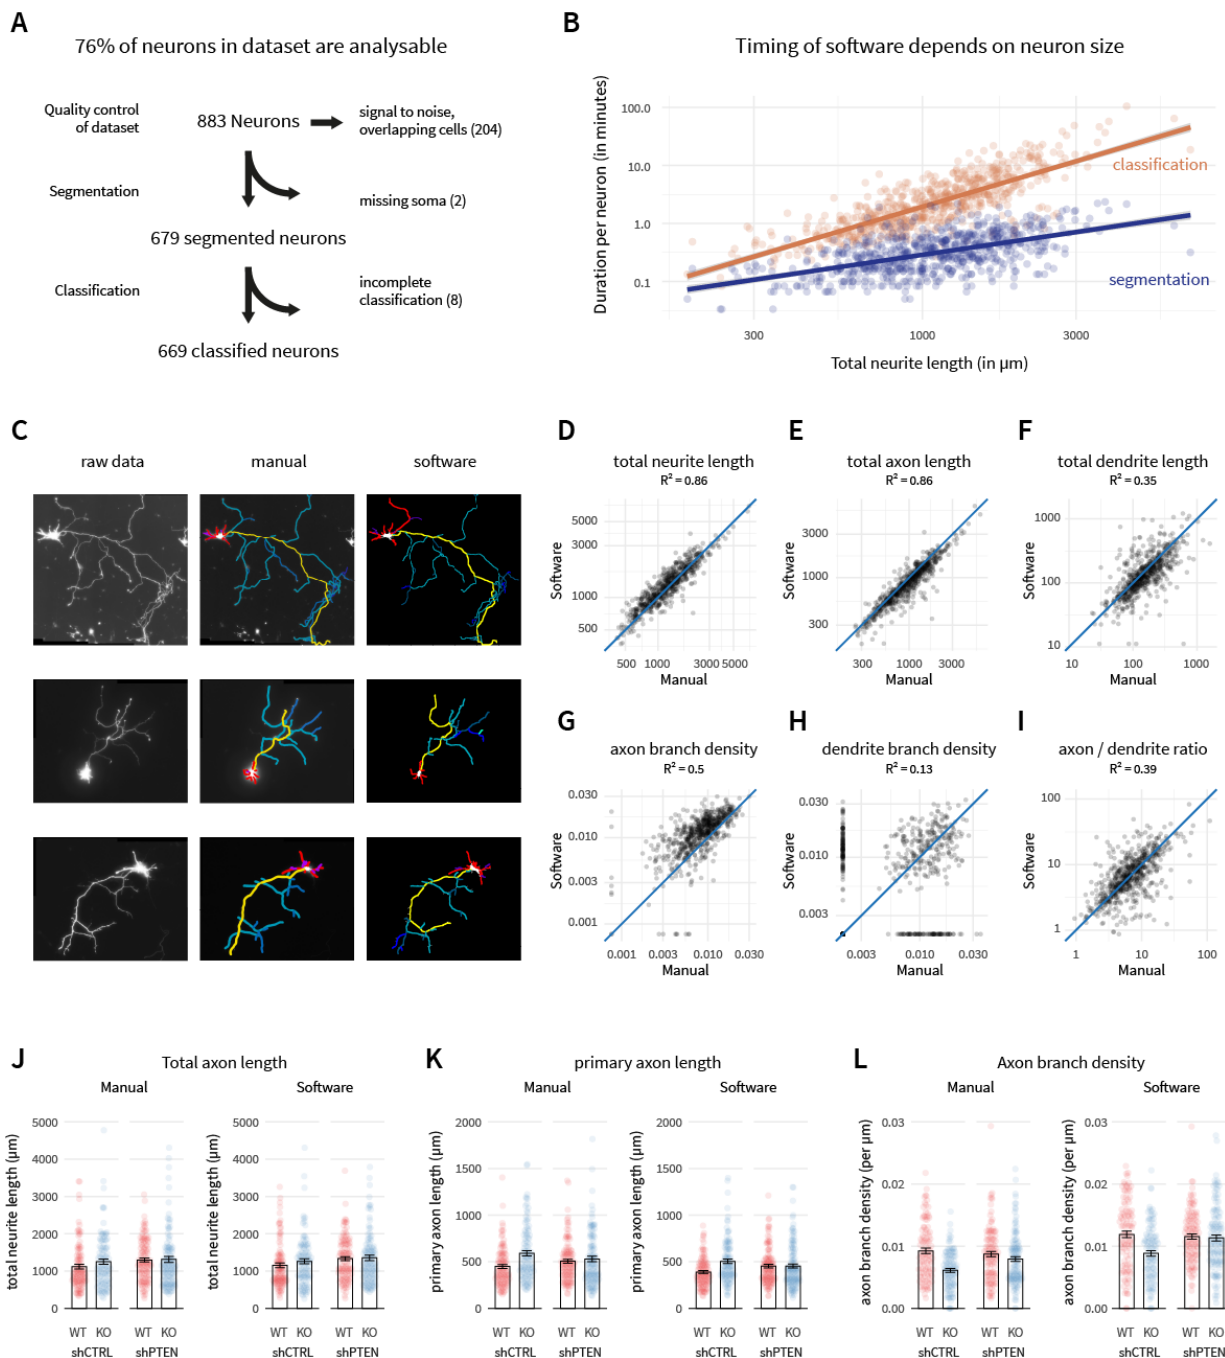 A
76% of neurons in dataset are analysable
Quality control
of dataset
883 Neurons
signal to noise,
overlapping cells (204)
Segmentation
missing soma (2)
679 segmented neurons
Classification
incomplete
classification (8)
669 classified neurons
B
Timing of software depends on neuron size
Duration per neuron (in minutes)
100.0
10.0
1.0
0.1
classification
segmentation
300 1000 3000
Total neurite length (in µm)
C
raw data manual software
D
total neurite length
R² = 0.86
Software
5000
3000
1000
500
500 1000 3000 5000
Manual
E
total axon length
R² = 0.86
Software
3000
1000
300
300 1000 3000
Manual
F
total dendrite length
R² = 0.35
Software
1000
100
10
10 100 1000
Manual
G
axon branch density
R² = 0.5
Software
0.030
0.010
0.003
0.001
0.001 0.003 0.010 0.030
Manual
H
dendrite branch density
R² = 0.13
Software
0.030
0.010
0.003
0.003 0.010 0.030
Manual
I
axon / dendrite ratio
R² = 0.39
Software
100
10
1
1 10 100
Manual
J
Total axon length
Manual Software
total neurite length (µm)
5000
4000
3000
2000
1000
0
WT KO WT KO
shCTRL shPTEN
total neurite length (µm)
5000
4000
3000
2000
1000
0
WT KO WT KO
shCTRL shPTEN
K
primary axon length
Manual Software
primary axon length (µm)
2000
1500
1000
500
0
WT KO WT KO
shCTRL shPTEN
primary axon length (µm)
2000
1500
1000
500
0
WT KO WT KO
shCTRL shPTEN
L
Axon branch density
Manual Software
axon branch density (per µm)
0.03
0.02
0.01
0.00
WT KO WT KO
shCTRL shPTEN
axon branch density (per µm)
0.03
0.02
0.01
0.00
WT KO WT KO
shCTRL shPTEN